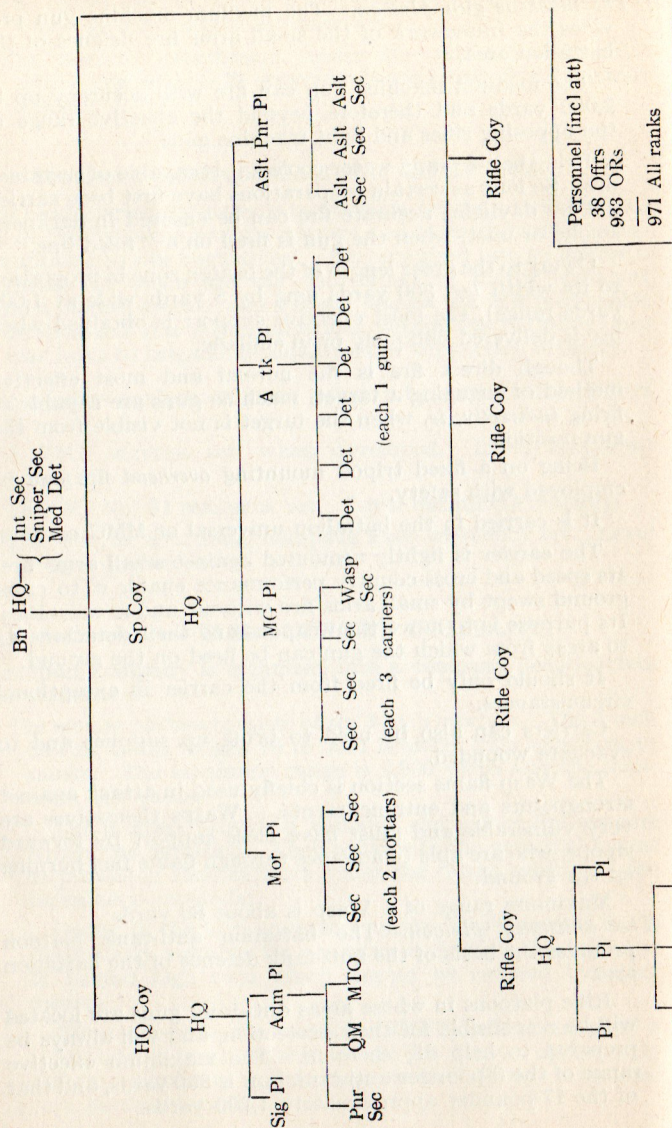 Bn HQ— Int Sec
Sniper Sec
Med Det
HQ Coy
Sp Coy
HQ
HQ
Sig Pl
Adm Pl
Mor Pl
MG Pl
A tk Pl
Aslt Pnr Pl
Pnr Sec
QM
MTO
Sec Sec Sec
(each 2 mortars)
Sec Sec Sec Wasp Sec
(each 3 carriers)
Det Det Det Det Det Det
(each 1 gun)
Aslt Sec
Aslt Sec
Aslt Sec
Rifle Coy
Rifle Coy
Rifle Coy
Rifle Coy
HQ
Pl Pl Pl
Personnel (incl att)
38 Offrs
933 ORs
971 All ranks